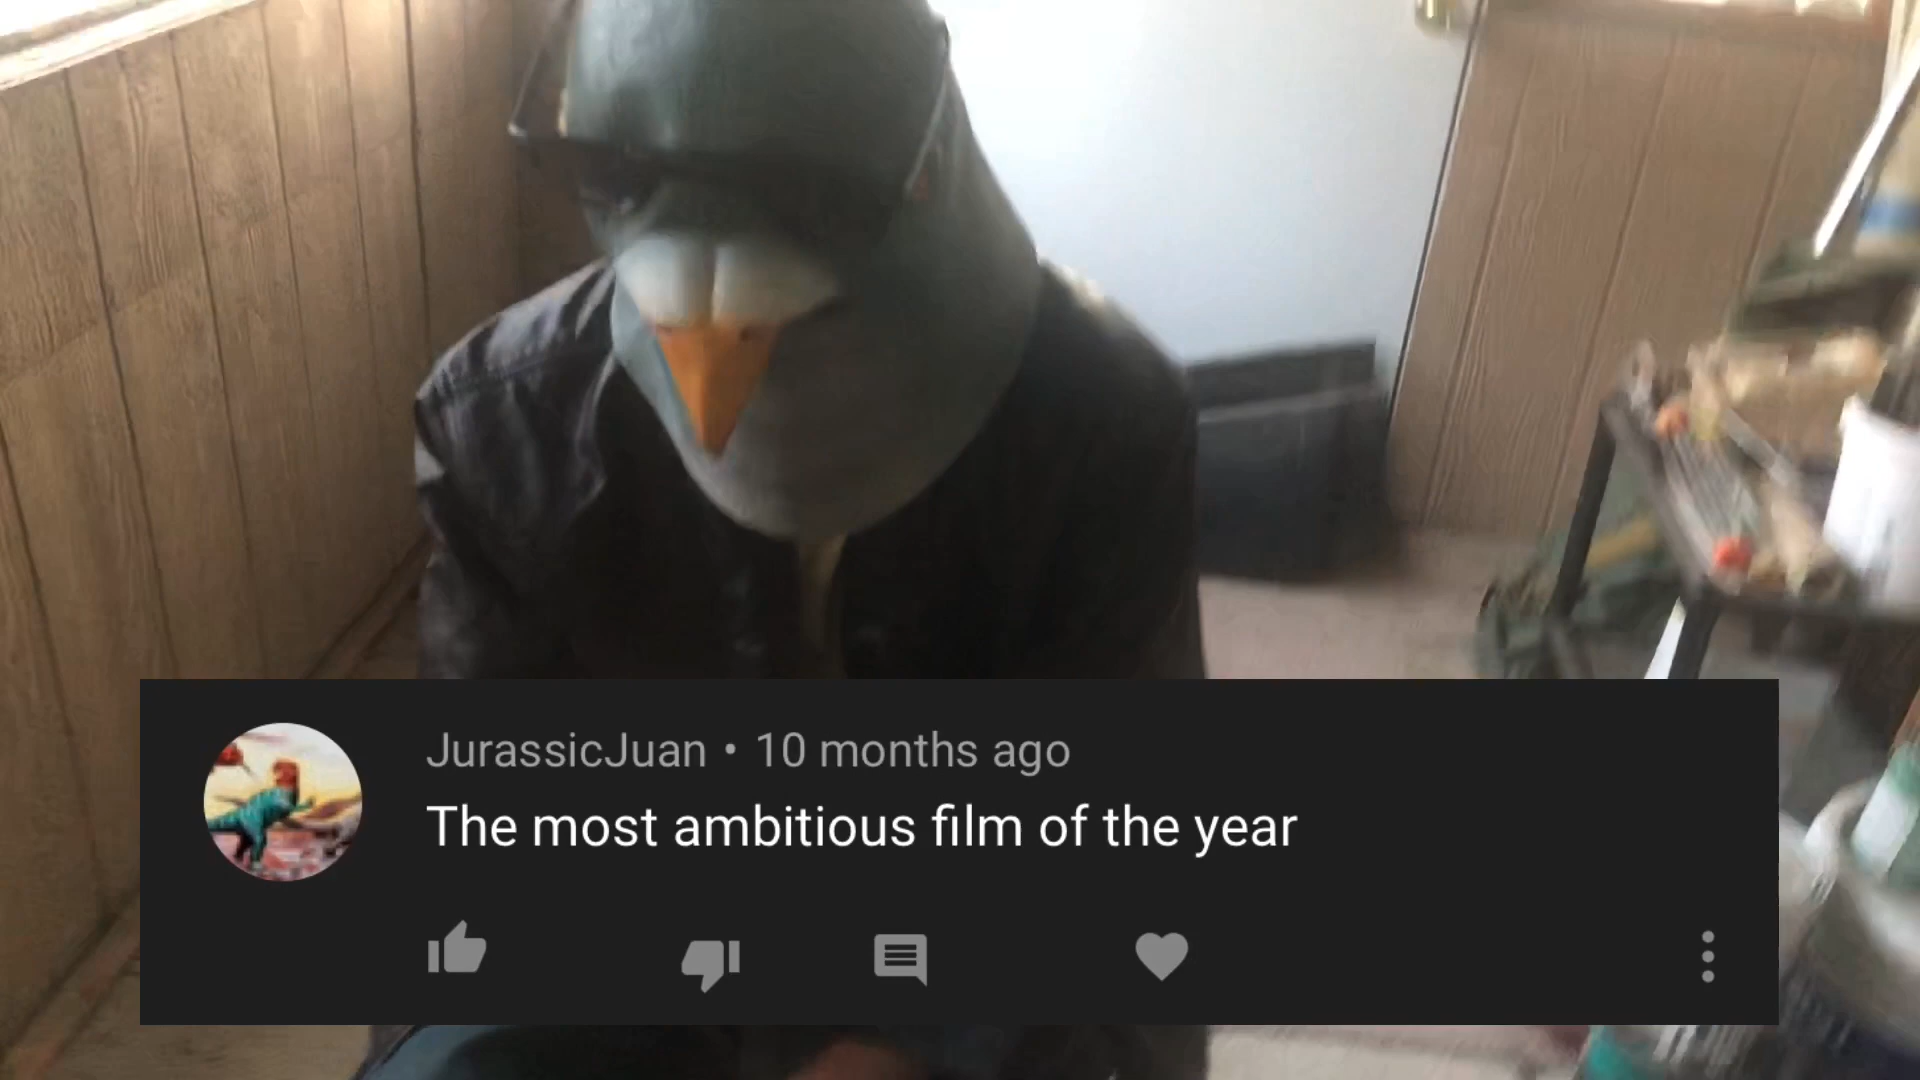 JurassicJuan • 10 months ago
The most ambitious film of the year